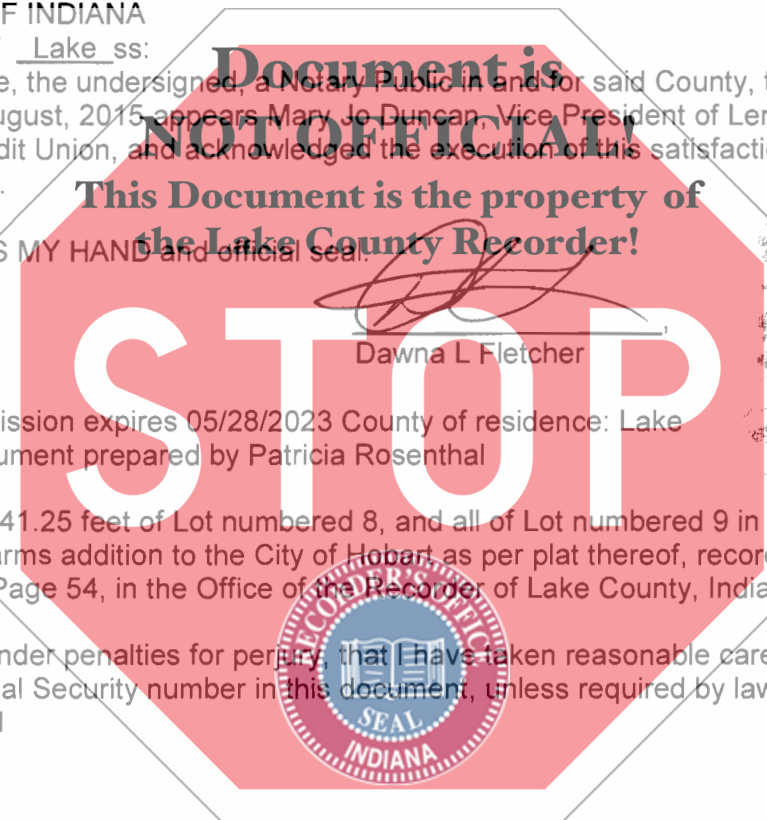 F INDIANA
Lake ss:
e, the undersigned, a Notary Public in and for said County, t
ugust, 2015 appears Mary Jo Duncan, Vice President of Ler
dit Union, and acknowledged the execution of this satisfacti
.
S MY HAND and official seal.
Document is
NOT OFFICIAL!
This Document is the property of
the Lake County Recorder!
STOP
Dawna L Fletcher
ission expires 05/28/2023 County of residence: Lake
ument prepared by Patricia Rosenthal
41.25 feet of Lot numbered 8, and all of Lot numbered 9 in
arms addition to the City of Hobart as per plat thereof, recor
Page 54, in the Office of the Recorder of Lake County, India
nder penalties for perjury, that I have taken reasonable care
al Security number in this document, unless required by law
RECORDER'S OFFICE
SEAL
INDIANA